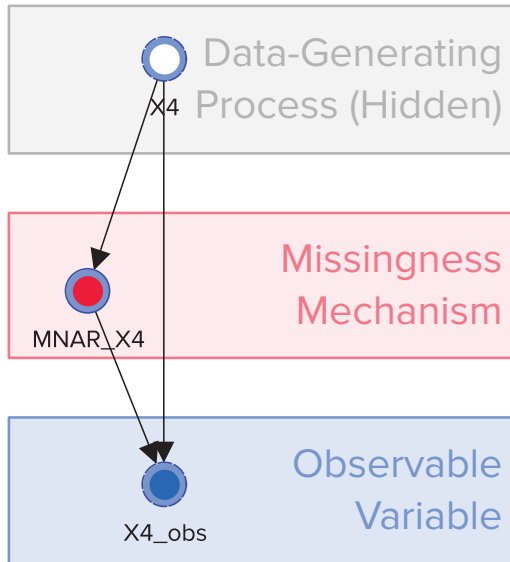 Data-Generating
Process (Hidden)
X4
Missingness
Mechanism
MNAR_X4
Observable
Variable
X4_obs